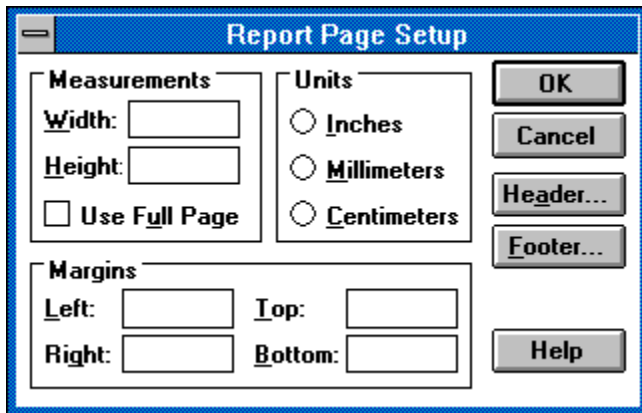 Report Page Setup
Measurements
Width:
Height:
Use Full Page
Units
Inches
Millimeters
Centimeters
OK
Cancel
Header...
Footer...
Margins
Left:
Top:
Right:
Bottom:
Help